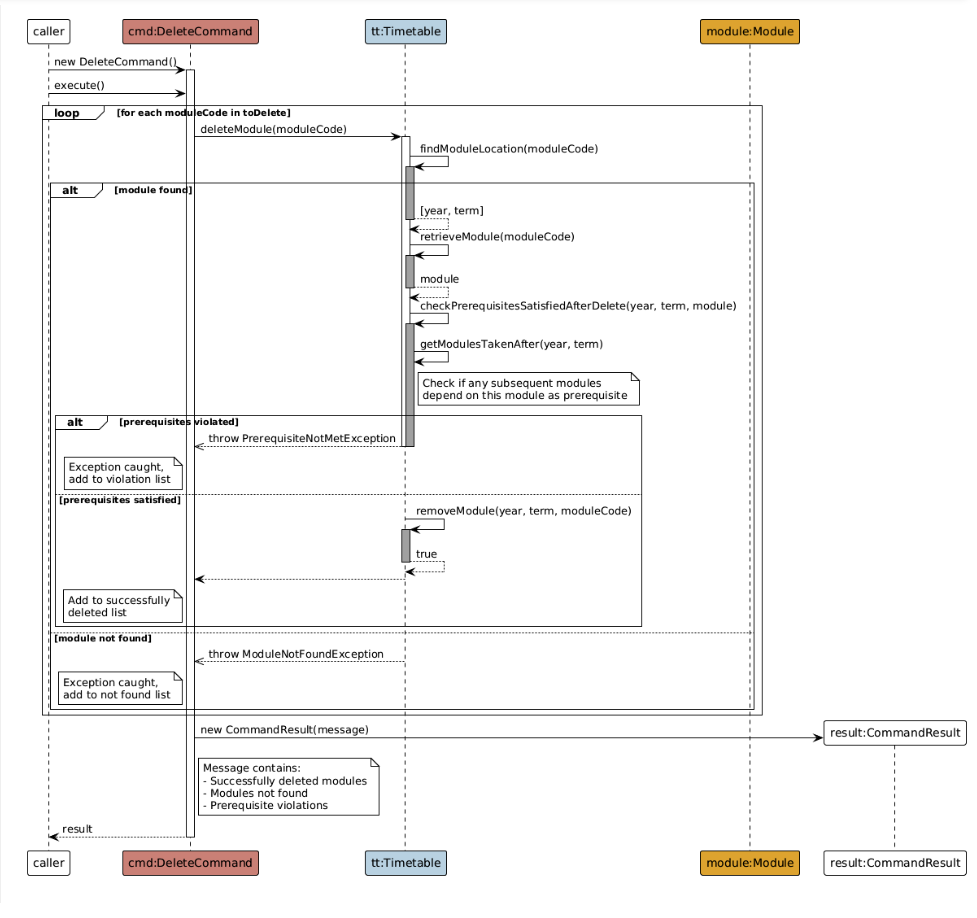 caller
cmd:DeleteCommand
tt:Timetable
module:Module
new DeleteCommand()
execute()
loop
[for each moduleCode in toDelete]
deleteModule(moduleCode)
findModuleLocation(moduleCode)
alt
[module found]
[year, term]
retrieveModule(moduleCode)
module
checkPrerequisitesSatisfiedAfterDelete(year, term, module)
getModulesTakenAfter(year, term)
Check if any subsequent modules
depend on this module as prerequisite
alt
[prerequisites violated]
throw PrerequisiteNotMetException
Exception caught,
add to violation list
[prerequisites satisfied]
removeModule(year, term, moduleCode)
true
Add to successfully
deleted list
[module not found]
throw ModuleNotFoundException
Exception caught,
add to not found list
new CommandResult(message)
result:CommandResult
Message contains:
- Successfully deleted modules
- Modules not found
- Prerequisite violations
result
caller
cmd:DeleteCommand
tt:Timetable
module:Module
result:CommandResult